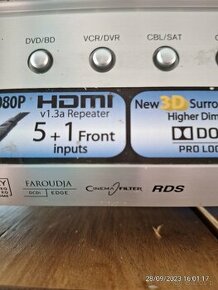 DVD/BD VCR/DVR CBL/SAT
080P HDMI
v1.3a Repeater
5+1 Front
inputs
New 3D Surro
Higher Dim
DO
PRO LOG
FAROUDJA
DCDi EDGE
CINEMA FILTER
RDS
28/09/2023 16:01:17